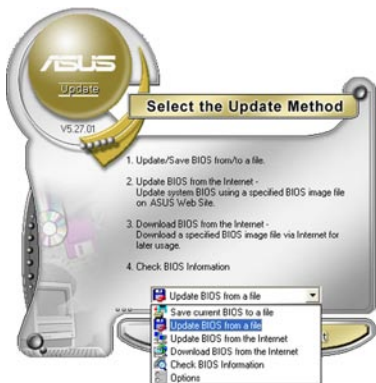 ASUS
Update
V5.27.01
Select the Update Method
1. Update/Save BIOS from/to a file.
2. Update BIOS from the Internet -
Update system BIOS using a specified BIOS image file
on ASUS Web Site.
3. Download BIOS from the Internet -
Download a specified BIOS image file via Internet for
later usage.
4. Check BIOS Information
Update BIOS from a file
Save current BIOS to a file
Update BIOS from a file
Update BIOS from the Internet
Download BIOS from the Internet
Check BIOS Information
Options